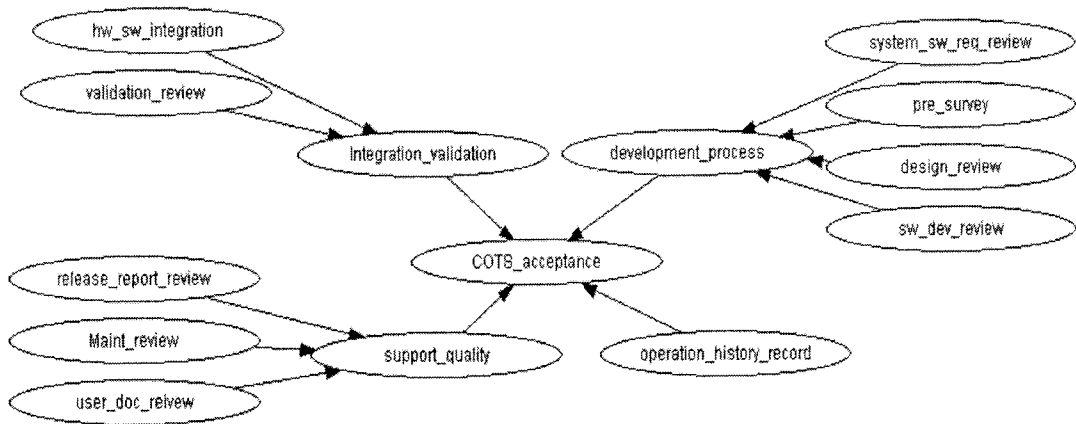 hw_sw_integration
system_sw_req_review
validation_review
pre_survey
Integration_validation
development_process
design_review
sw_dev_review
COTS_acceptance
release_report_review
Maint_review
support_quality
operation_history_record
user_doc_reivew